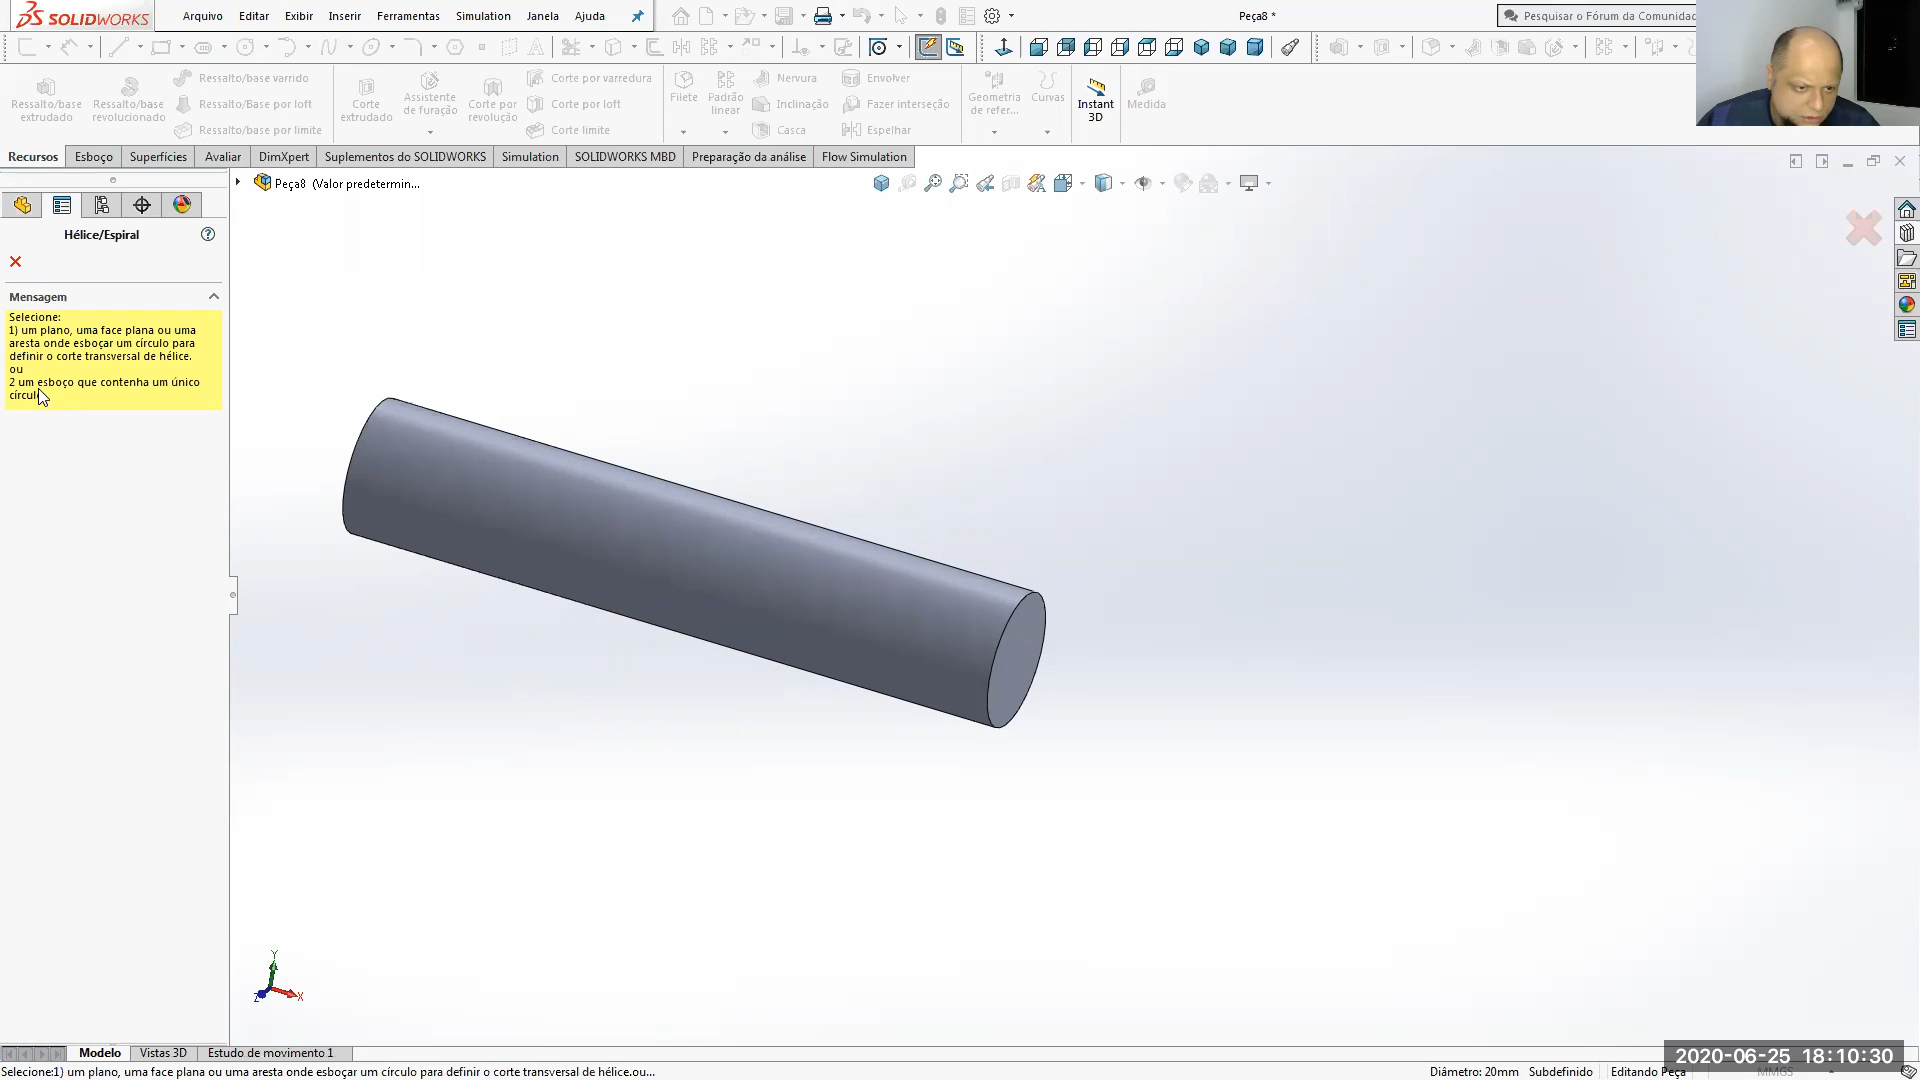 SOLIDWORKS
Arquivo Editar Exibir Inserir Ferramentas Simulation Janela Ajuda
Peça8 *
Pesquisar o Fórum da Comunidad
Ressalto/base extrudado
Ressalto/base revolucionado
Ressalto/base varrido
Ressalto/Base por loft
Ressalto/base por limite
Corte extrudado
Assistente de furação
Corte por revolução
Corte por varredura
Corte por loft
Corte limite
Filete
Padrão linear
Nervura
Inclinação
Casca
Envolver
Fazer interseção
Espelhar
Geometria de refer...
Curvas
Instant 3D
Medida
Recursos Esboço Superfícies Avaliar DimXpert Suplementos do SOLIDWORKS Simulation SOLIDWORKS MBD Preparação da análise Flow Simulation
Peça8 (Valor predetermin...
Hélice/Espiral
Mensagem
Selecione:
1) um plano, uma face plana ou uma
aresta onde esboçar um círculo para
definir o corte transversal de hélice.
ou
2 um esboço que contenha um único
círculo
Y
X
Z
Modelo Vistas 3D Estudo de movimento 1
2020-06-25 18:10:30
Selecione:1) um plano, uma face plana ou uma aresta onde esboçar um círculo para definir o corte transversal de hélice.ou...
Diâmetro: 20mm Subdefinido Editando Peça MMGS